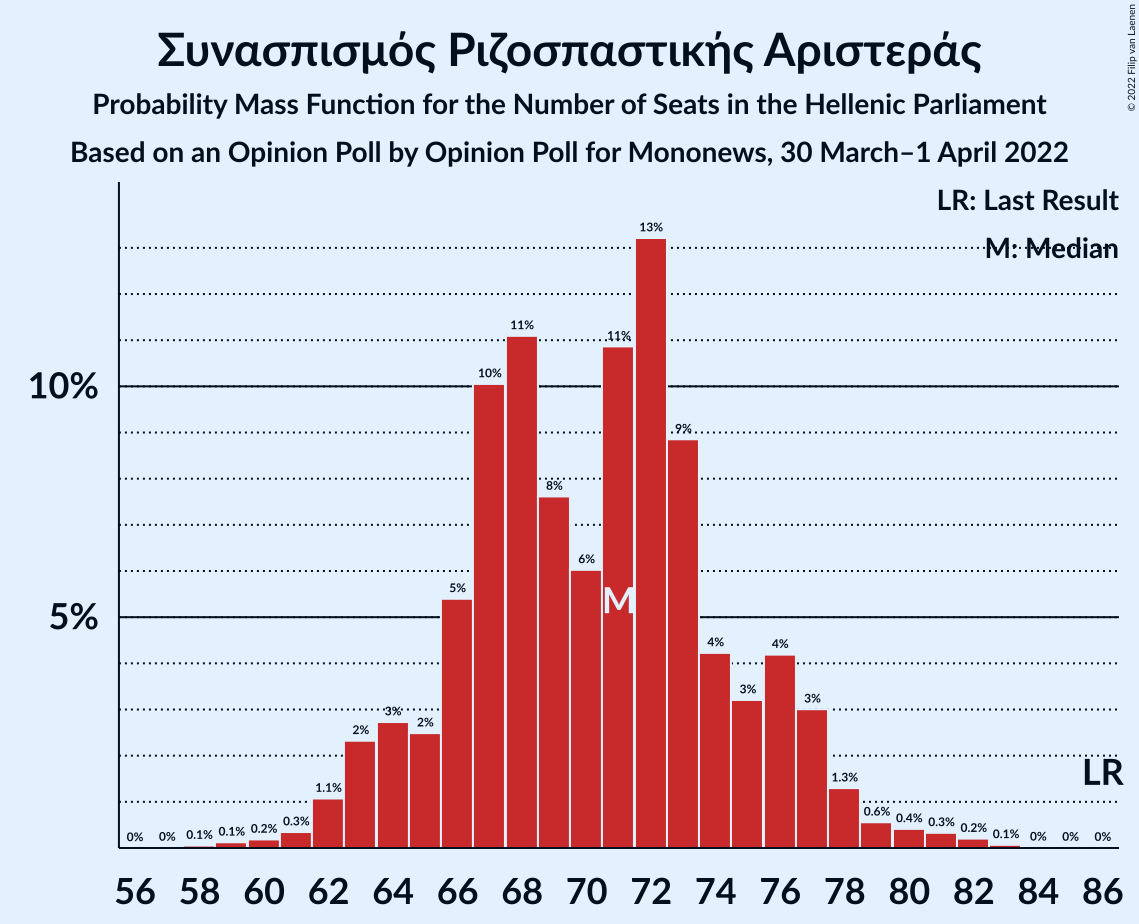 Συνασπισμός Ριζοσπαστικής Αριστεράς
Probability Mass Function for the Number of Seats in the Hellenic Parliament
Based on an Opinion Poll by Opinion Poll for Mononews, 30 March–1 April 2022
© 2022 Filip van Laenen
LR: Last Result
M: Median
10%
5%
0% 0% 0.1% 0.1% 0.2% 0.3% 1.1% 2% 3% 2% 5% 10% 11% 8% 6% 11% 13% 9% 4% 3% 4% 3% 1.3% 0.6% 0.4% 0.3% 0.2% 0.1% 0% 0% 0%
M
LR
56 58 60 62 64 66 68 70 72 74 76 78 80 82 84 86